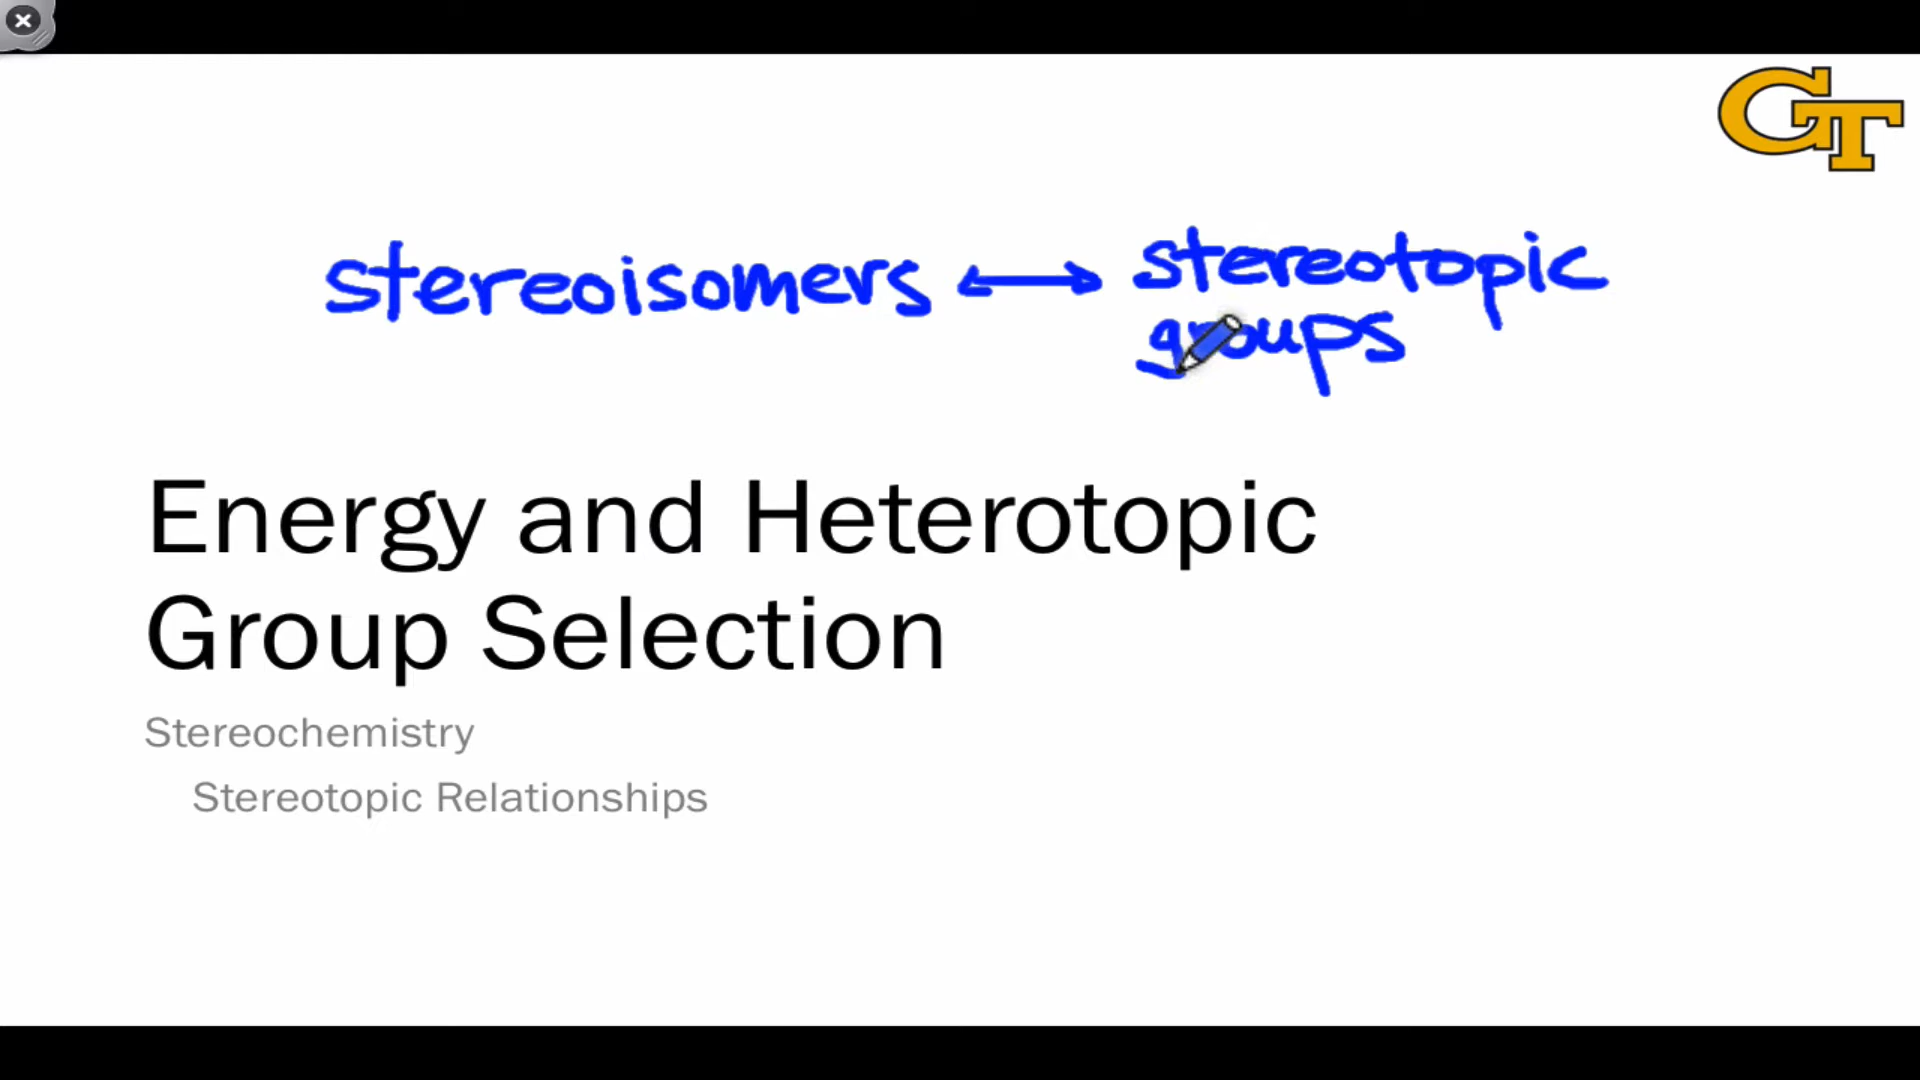 GT
stereoisomers ↔ stereotopic
groups
Energy and Heterotopic
Group Selection
Stereochemistry
Stereotopic Relationships